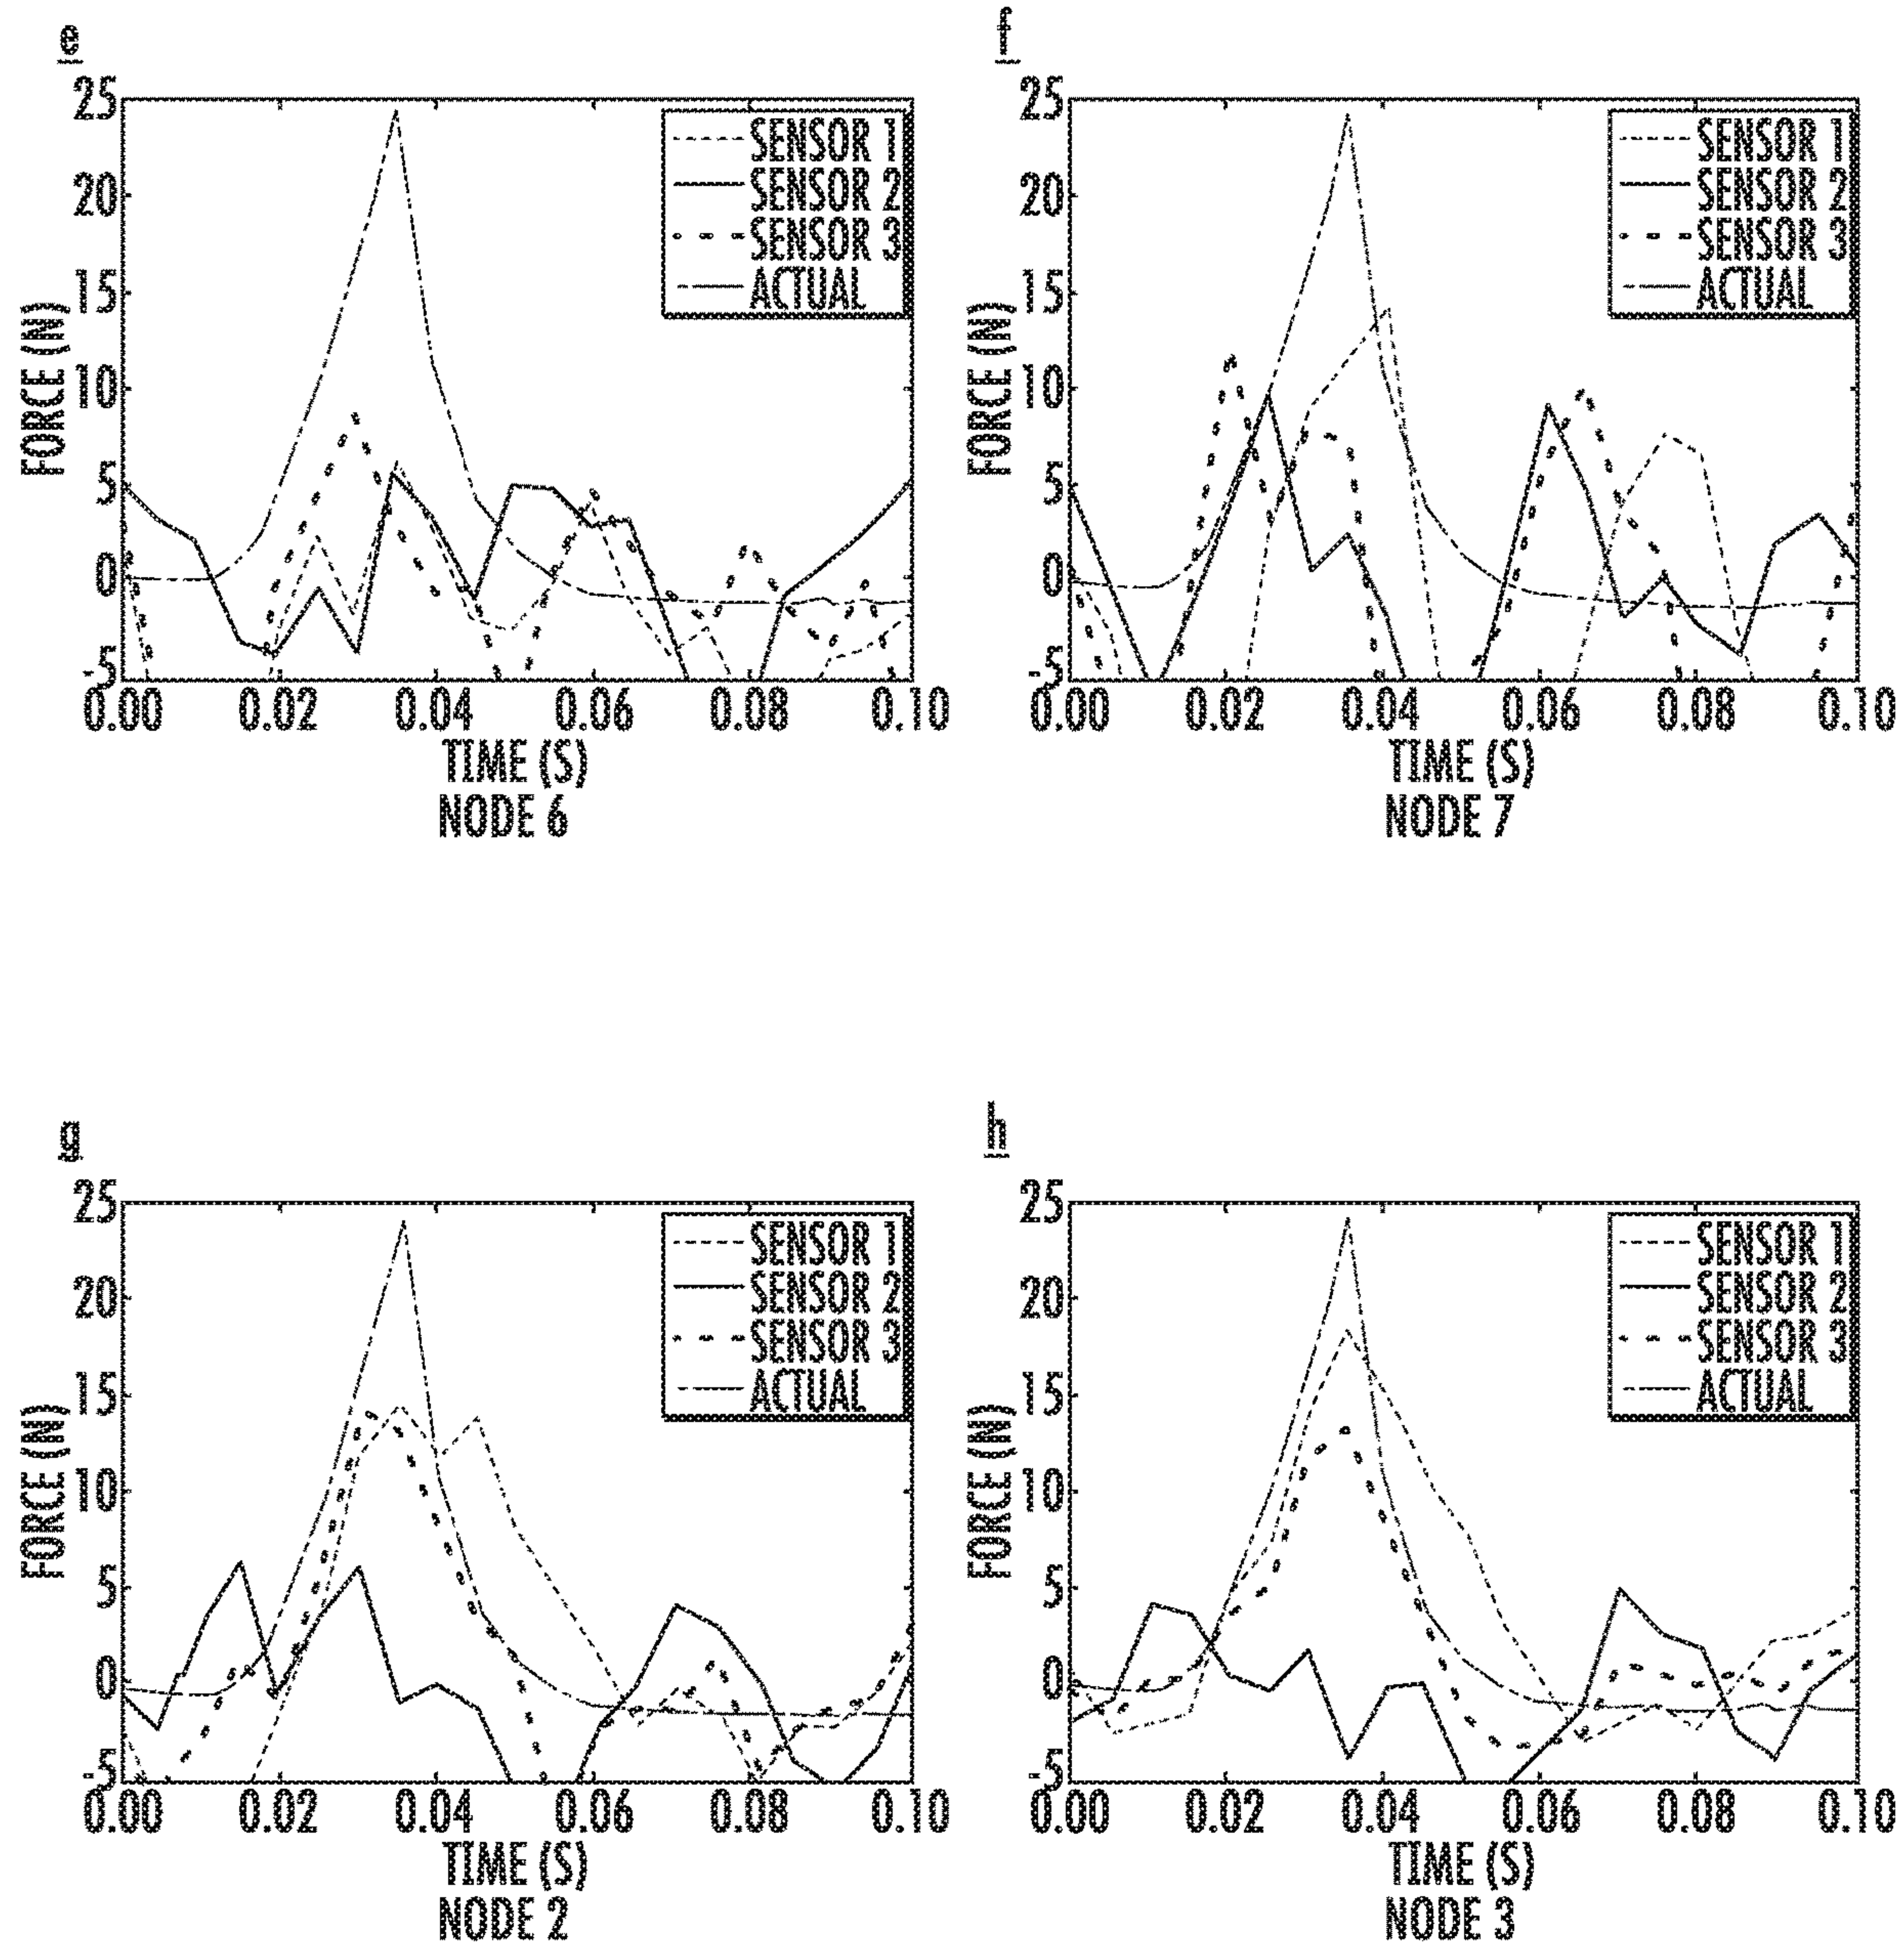 e
25
20
15
10
5
0
-5
FORCE (N)
SENSOR 1
SENSOR 2
SENSOR 3
ACTUAL
0.00 0.02 0.04 0.06 0.08 0.10
TIME (S)
NODE 6
f
25
20
15
10
5
0
-5
FORCE (N)
SENSOR 1
SENSOR 2
SENSOR 3
ACTUAL
0.00 0.02 0.04 0.06 0.08 0.10
TIME (S)
NODE 7
g
25
20
15
10
5
0
-5
FORCE (N)
SENSOR 1
SENSOR 2
SENSOR 3
ACTUAL
0.00 0.02 0.04 0.06 0.08 0.10
TIME (S)
NODE 2
h
25
20
15
10
5
0
-5
FORCE (N)
SENSOR 1
SENSOR 2
SENSOR 3
ACTUAL
0.00 0.02 0.04 0.06 0.08 0.10
TIME (S)
NODE 3